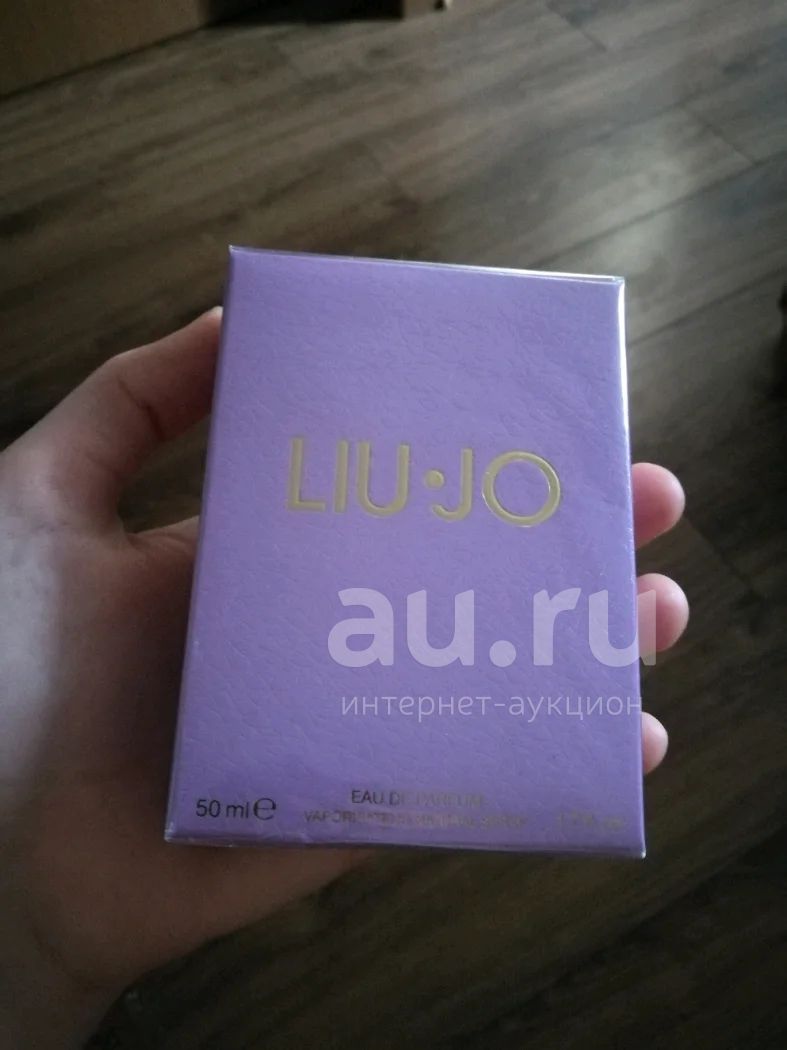 LIU·JO
au.ru
интернет-аукцион
50 ml e
EAU DE PARFUM